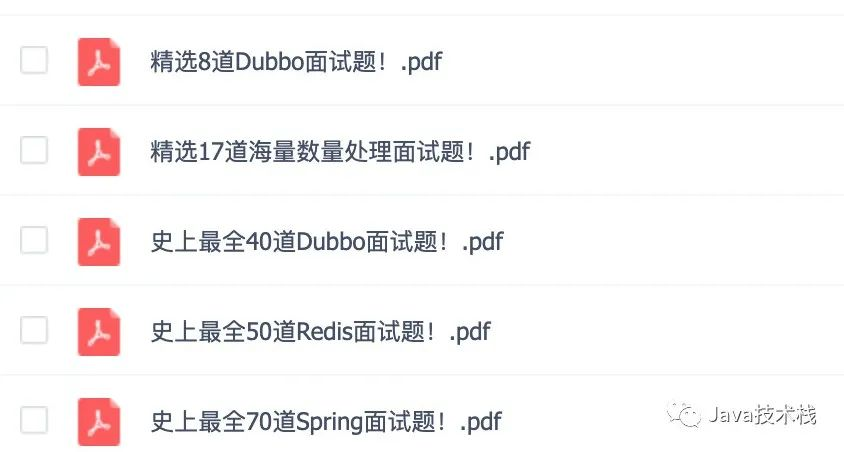 精选8道Dubbo面试题！.pdf
精选17道海量数量处理面试题！.pdf
史上最全40道Dubbo面试题！.pdf
史上最全50道Redis面试题！.pdf
史上最全70道Spring面试题！.pdf
Java技术栈